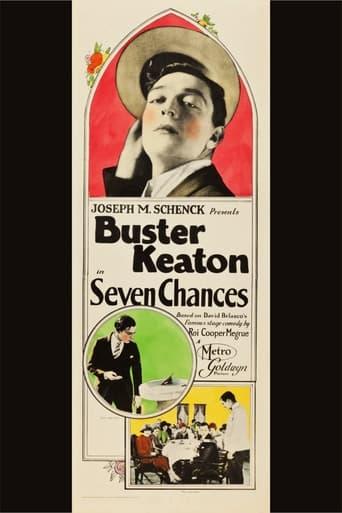 JOSEPH M. SCHENCK Presents
Buster
Keaton
in
SEVEN CHANCES
Based on David Belasco's
famous stage comedy by
Roi Cooper Megrue
A
Metro
Goldwyn
Picture